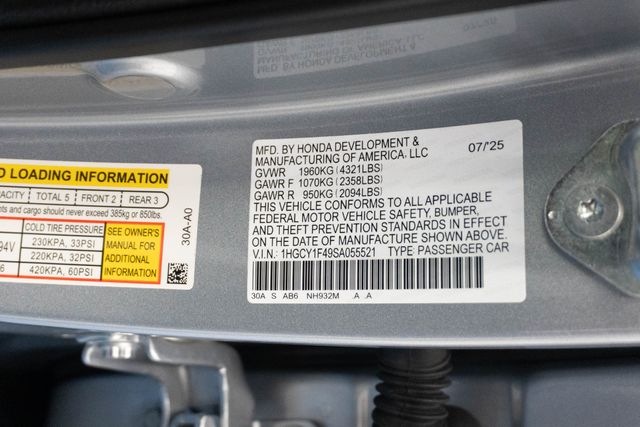 D LOADING INFORMATION
APACITY TOTAL 5 FRONT 2 REAR 3
nts and cargo should never exceed 385kg or 850lbs.
COLD TIRE PRESSURE
94V 230KPA, 33PSI
220KPA, 32PSI
6 420KPA, 60PSI
SEE OWNER'S
MANUAL FOR
ADDITIONAL
INFORMATION
30A-A0
MFD. BY HONDA DEVELOPMENT &
MANUFACTURING OF AMERICA, LLC 07/'25
GVWR 1960KG(4321LBS)
GAWR F 1070KG(2358LBS)
GAWR R 950KG(2094LBS)
THIS VEHICLE CONFORMS TO ALL APPLICABLE
FEDERAL MOTOR VEHICLE SAFETY, BUMPER,
AND THEFT PREVENTION STANDARDS IN EFFECT
ON THE DATE OF MANUFACTURE SHOWN ABOVE.
V.I.N.: 1HGCY1F49SA055521 TYPE: PASSENGER CAR
30A S AB6 NH932M .A .A